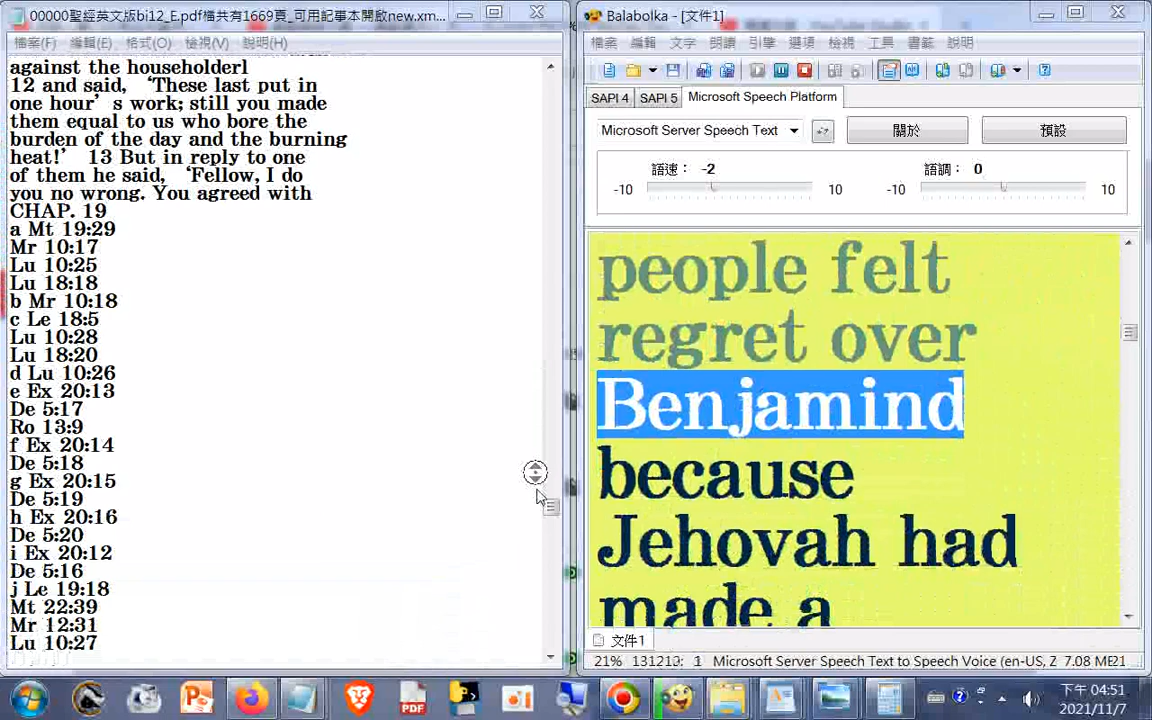 00000聖經英文版bi12_E.pdf檔共有1669頁_可用記事本開啟new.xm...
檔案(F) 編輯(E) 格式(O) 檢視(V) 說明(H)
against the householderl
12 and said, ‘These last put in
one hour’s work; still you made
them equal to us who bore the
burden of the day and the burning
heat!’ 13 But in reply to one
of them he said, ‘Fellow, I do
you no wrong. You agreed with
CHAP. 19
a Mt 19:29
Mr 10:17
Lu 10:25
Lu 18:18
b Mr 10:18
c Le 18:5
Lu 10:28
Lu 18:20
d Lu 10:26
e Ex 20:13
De 5:17
Ro 13:9
f Ex 20:14
De 5:18
g Ex 20:15
De 5:19
h Ex 20:16
De 5:20
i Ex 20:12
De 5:16
j Le 19:18
Mt 22:39
Mr 12:31
Lu 10:27
Balabolka - [文件1]
檔案 編輯 文字 朗讀 引擎 選項 檢視 工具 書籤 說明
SAPI 4 SAPI 5 Microsoft Speech Platform
Microsoft Server Speech Text 關於 預設
語速： -2 語調： 0
-10 10 -10 10
people felt
regret over
Benjamind
because
Jehovah had
made a
文件1
21% 131213: 1 Microsoft Server Speech Text to Speech Voice (en-US, Z 7.08 ME21
PDF
下午 04:51
2021/11/7